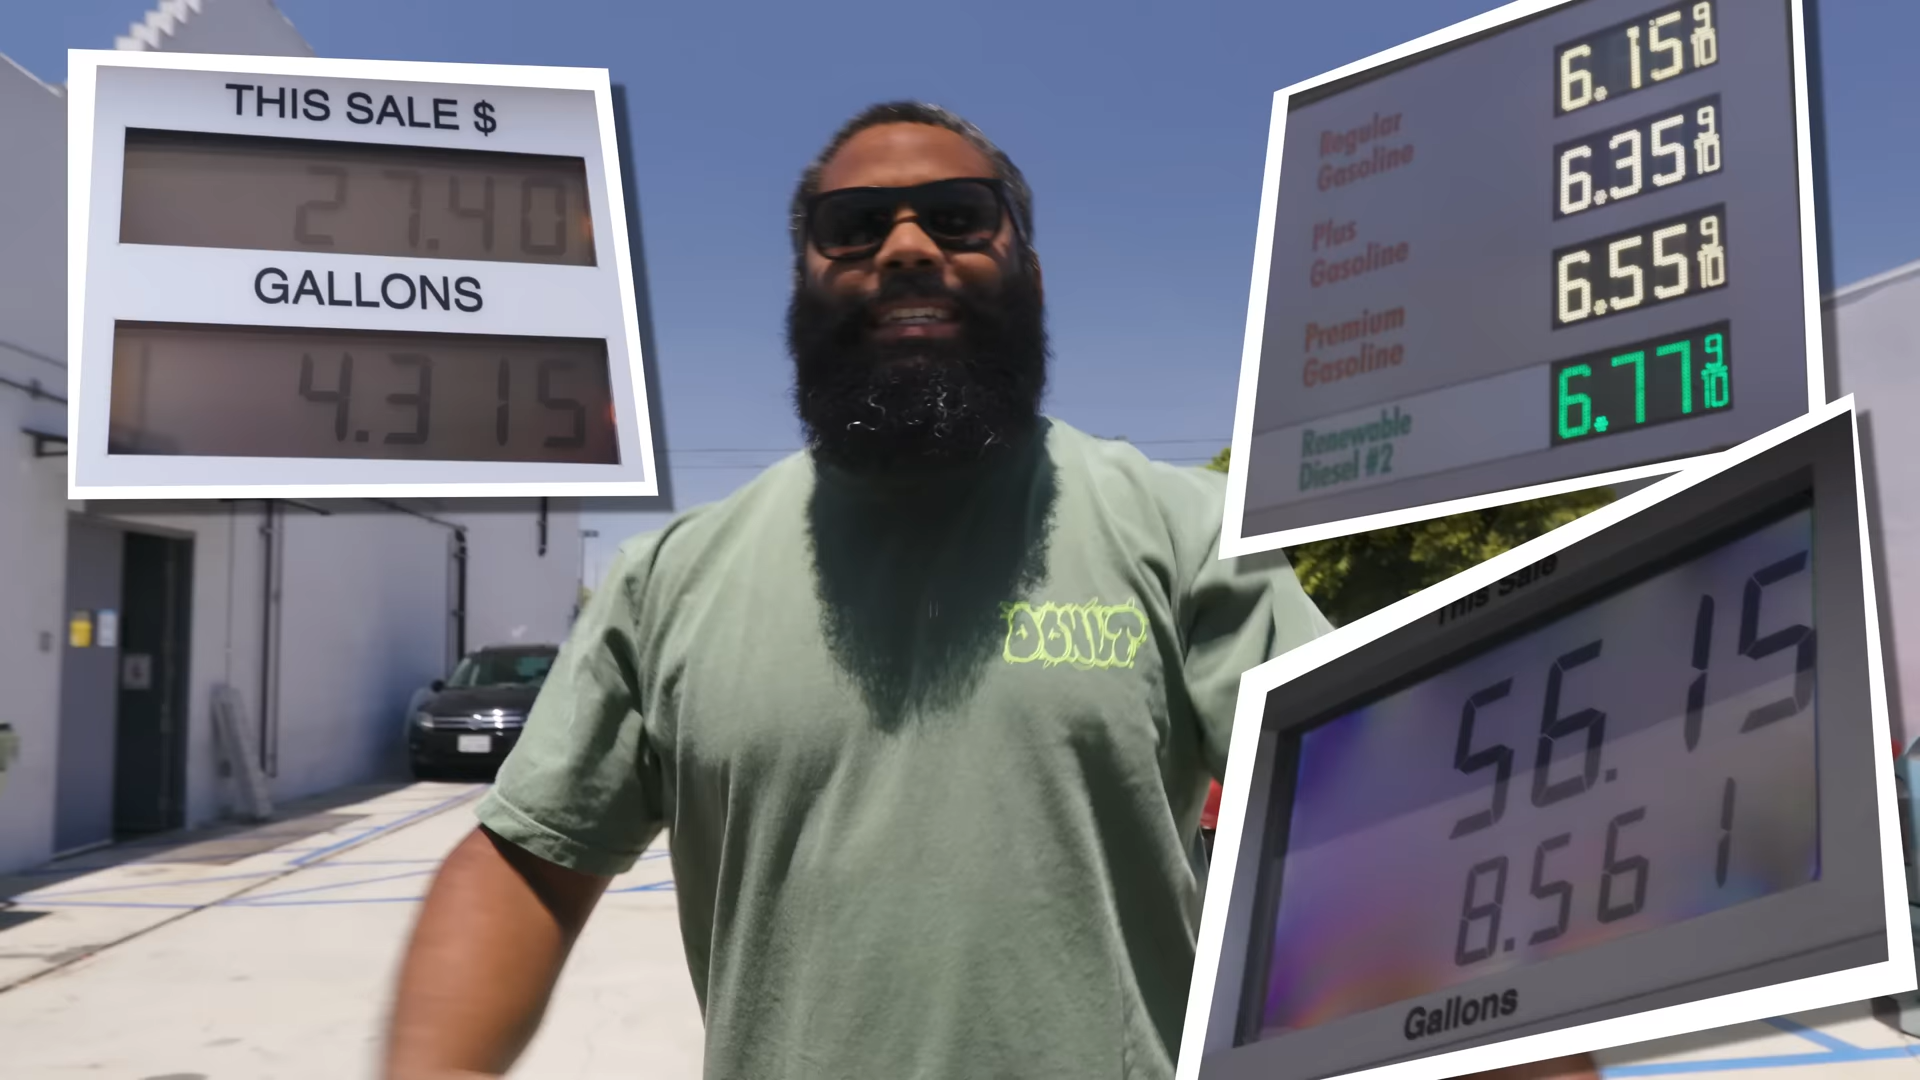 THIS SALE $
27.40
GALLONS
4.315
6.15 9/10
Regular
Gasoline
6.35 9/10
Plus
Gasoline
6.55 9/10
Premium
Gasoline
6.77 9/10
Renewable
Diesel #2
DONUT
This Sale
56.15
8.561
Gallons